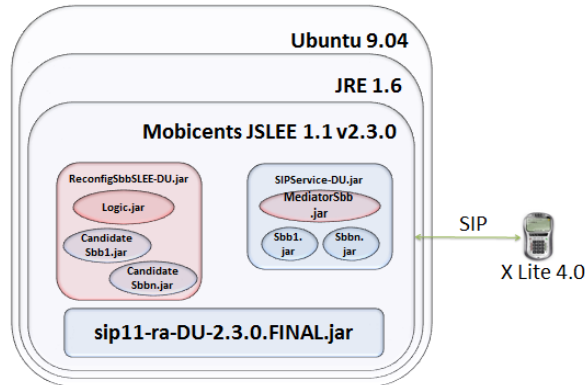 Ubuntu 9.04
JRE 1.6
Mobicents JSLEE 1.1 v2.3.0
ReconfigSbbSLEE-DU.jar
Logic.jar
Candidate
Sbb1.jar
Candidate
Sbbn.jar
SIPService-DU.jar
MediatorSbb
.jar
Sbb1.
jar
Sbbn.
jar
sip11-ra-DU-2.3.0.FINAL.jar
SIP
X Lite 4.0